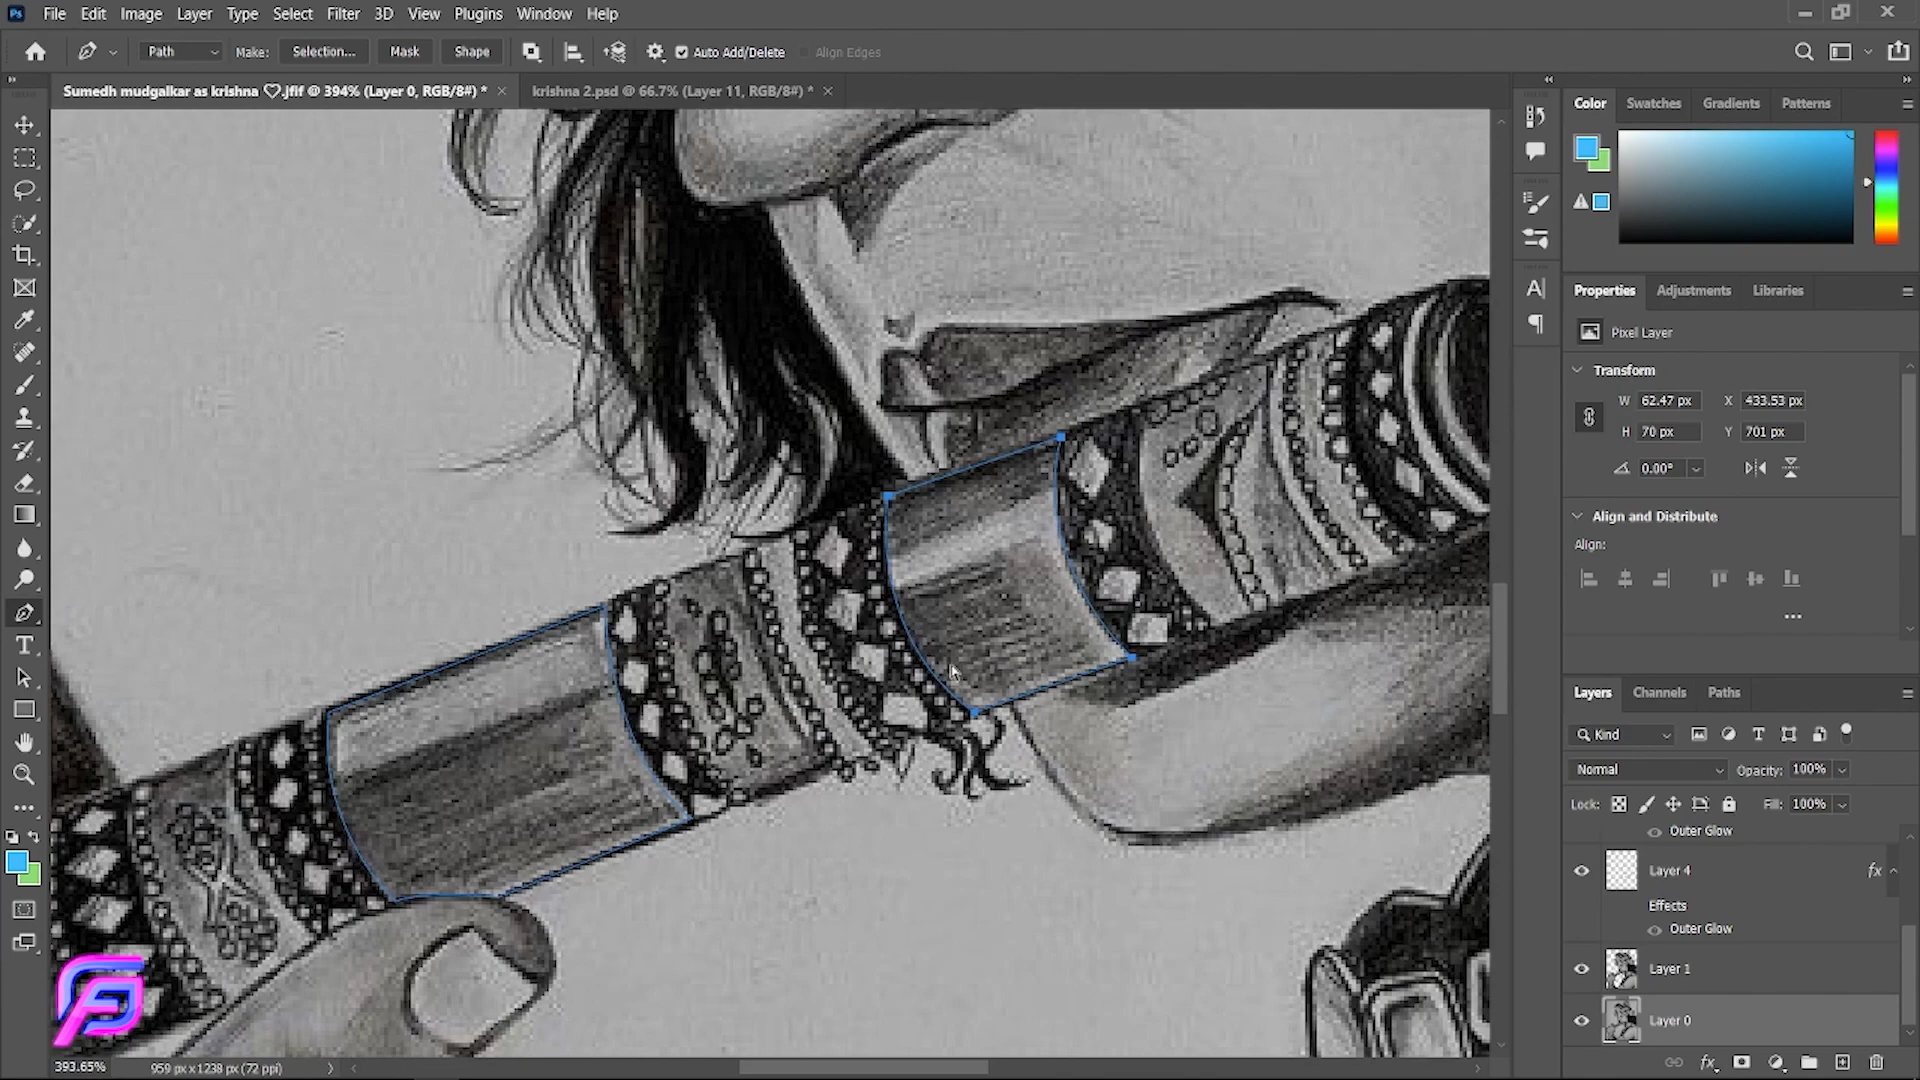 Ps File Edit Image Layer Type Select Filter 3D View Plugins Window Help
Path Make: Selection... Mask Shape Auto Add/Delete Align Edges
Sumedh mudgalkar as krishna ♡.jfif @ 394% (Layer 0, RGB/8#) * krishna 2.psd @ 66.7% (Layer 11, RGB/8#) *
Color Swatches Gradients Patterns
Properties Adjustments Libraries
Pixel Layer
Transform
W 62.47 px X 433.53 px
H 70 px Y 701 px
0.00°
Align and Distribute
Align:
Layers Channels Paths
Kind
Normal Opacity: 100%
Lock: Fill: 100%
Outer Glow
Layer 4 fx
Effects
Outer Glow
Layer 1
Layer 0
393.65% 959 px x 1238 px (72 ppi)